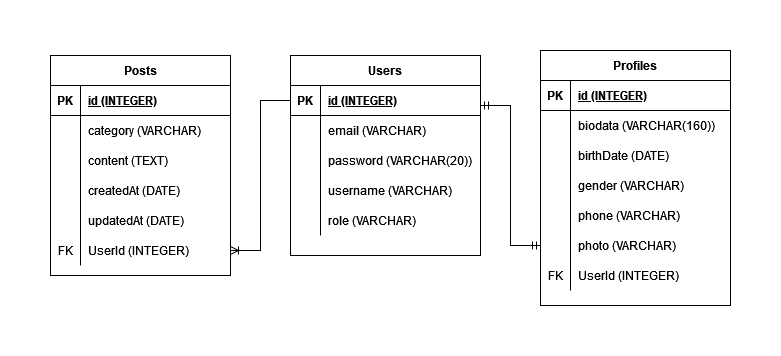 Posts
PK id (INTEGER)
category (VARCHAR)
content (TEXT)
createdAt (DATE)
updatedAt (DATE)
FK UserId (INTEGER)
Users
PK id (INTEGER)
email (VARCHAR)
password (VARCHAR(20))
username (VARCHAR)
role (VARCHAR)
Profiles
PK id (INTEGER)
biodata (VARCHAR(160))
birthDate (DATE)
gender (VARCHAR)
phone (VARCHAR)
photo (VARCHAR)
FK UserId (INTEGER)